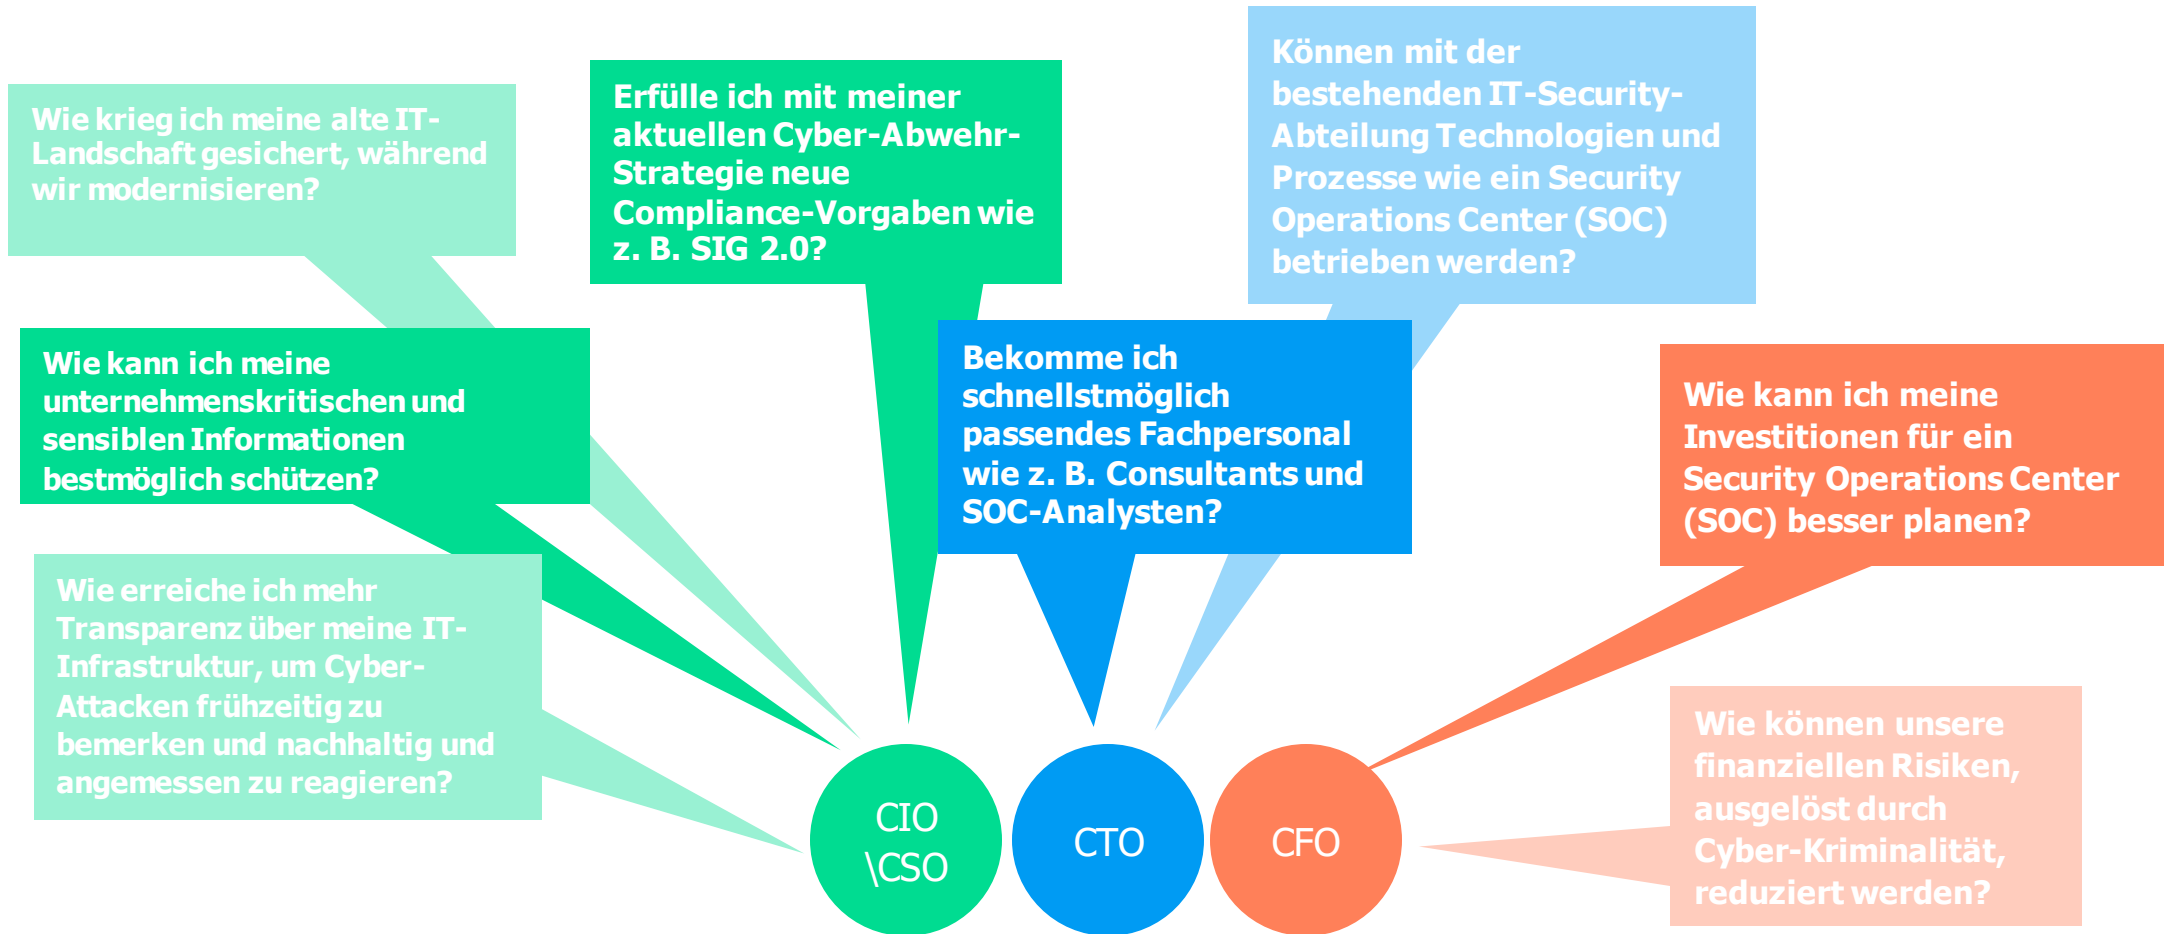 Wie krieg ich meine alte IT-
Landschaft gesichert, während
wir modernisieren?
Erfülle ich mit meiner
aktuellen Cyber-Abwehr-
Strategie neue
Compliance-Vorgaben wie
z. B. SIG 2.0?
Können mit der
bestehenden IT-Security-
Abteilung Technologien und
Prozesse wie ein Security
Operations Center (SOC)
betrieben werden?
Wie kann ich meine
unternehmenskritischen und
sensiblen Informationen
bestmöglich schützen?
Bekomme ich
schnellstmöglich
passendes Fachpersonal
wie z. B. Consultants und
SOC-Analysten?
Wie kann ich meine
Investitionen für ein
Security Operations Center
(SOC) besser planen?
Wie erreiche ich mehr
Transparenz über meine IT-
Infrastruktur, um Cyber-
Attacken frühzeitig zu
bemerken und nachhaltig und
angemessen zu reagieren?
Wie können unsere
finanziellen Risiken,
ausgelöst durch
Cyber-Kriminalität,
reduziert werden?
CIO
\CSO
CTO
CFO